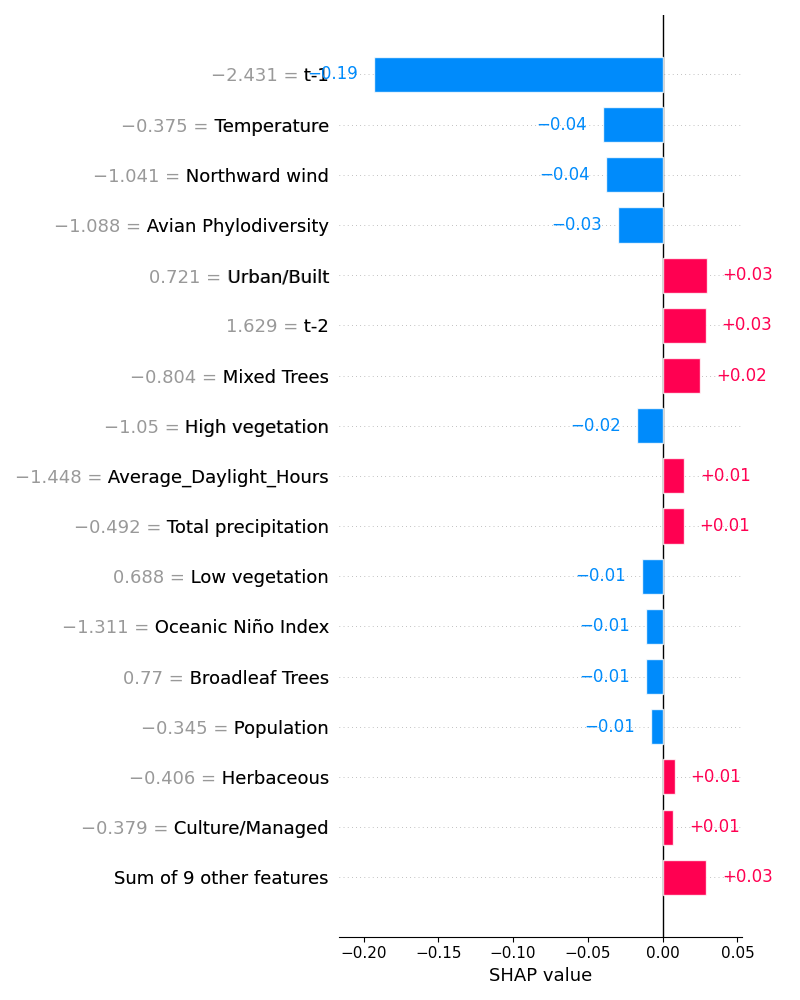 −2.431 = t-1 −0.19
−0.375 = Temperature −0.04
−1.041 = Northward wind −0.04
−1.088 = Avian Phylodiversity −0.03
0.721 = Urban/Built +0.03
1.629 = t-2 +0.03
−0.804 = Mixed Trees +0.02
−1.05 = High vegetation −0.02
−1.448 = Average_Daylight_Hours +0.01
−0.492 = Total precipitation +0.01
0.688 = Low vegetation −0.01
−1.311 = Oceanic Niño Index −0.01
0.77 = Broadleaf Trees −0.01
−0.345 = Population −0.01
−0.406 = Herbaceous +0.01
−0.379 = Culture/Managed +0.01
Sum of 9 other features +0.03
−0.20 −0.15 −0.10 −0.05 0.00 0.05
SHAP value